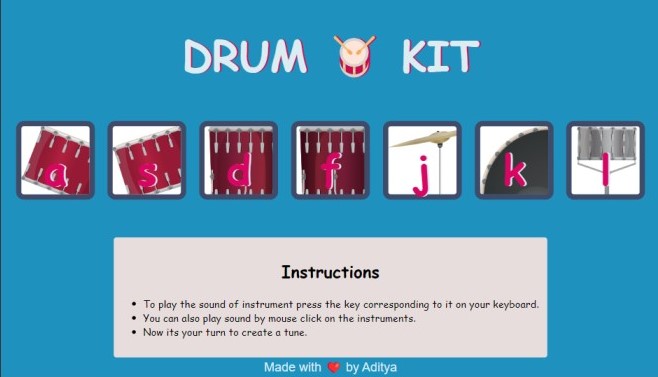 DRUM 🥁 KIT
a s d f j k l
Instructions
• To play the sound of instrument press the key corresponding to it on your keyboard.
• You can also play sound by mouse click on the instruments.
• Now its your turn to create a tune.
Made with ❤️ by Aditya